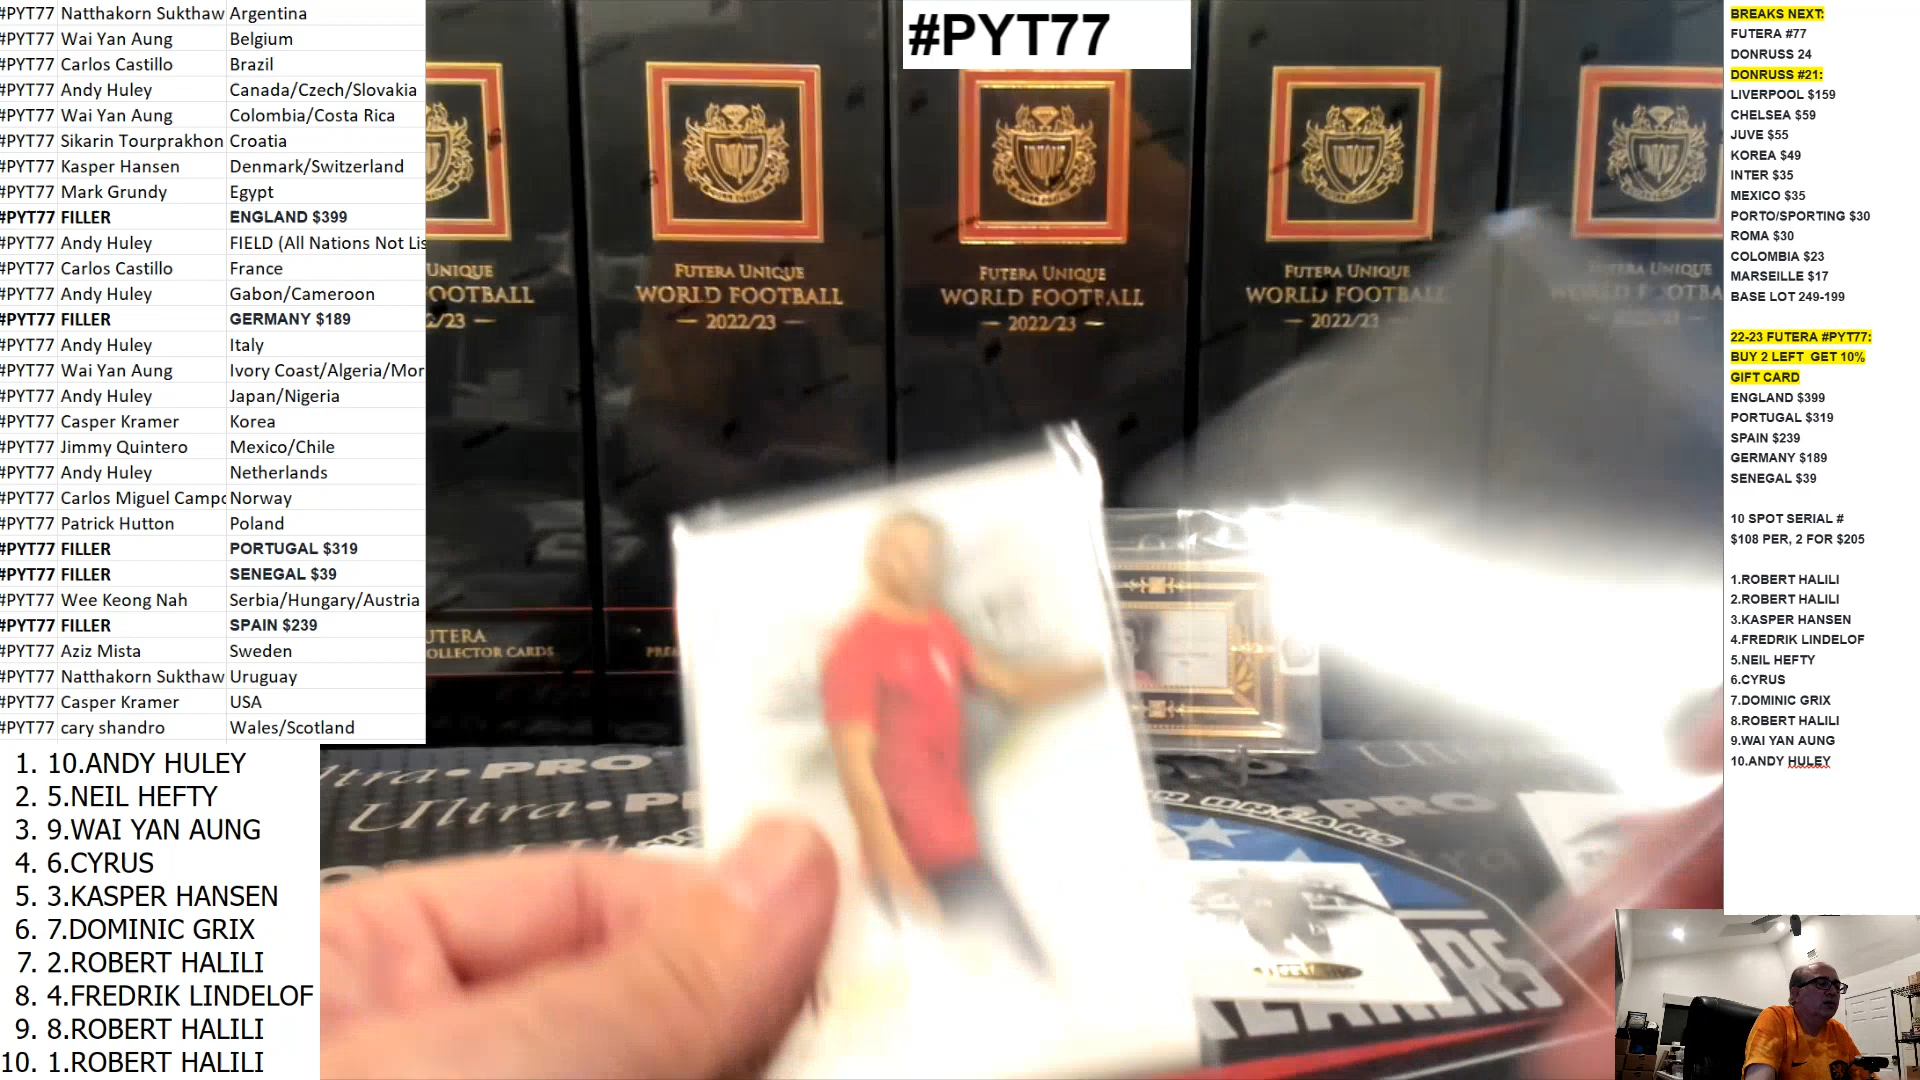 #PYT77 Natthakorn Sukthaw Argentina
#PYT77 Wai Yan Aung Belgium
#PYT77 Carlos Castillo Brazil
#PYT77 Andy Huley Canada/Czech/Slovakia
#PYT77 Wai Yan Aung Colombia/Costa Rica
#PYT77 Sikarin Tourprakhon Croatia
#PYT77 Kasper Hansen Denmark/Switzerland
#PYT77 Mark Grundy Egypt
#PYT77 FILLER ENGLAND $399
#PYT77 Andy Huley FIELD (All Nations Not Lis
#PYT77 Carlos Castillo France
#PYT77 Andy Huley Gabon/Cameroon
#PYT77 FILLER GERMANY $189
#PYT77 Andy Huley Italy
#PYT77 Wai Yan Aung Ivory Coast/Algeria/Mor
#PYT77 Andy Huley Japan/Nigeria
#PYT77 Casper Kramer Korea
#PYT77 Jimmy Quintero Mexico/Chile
#PYT77 Andy Huley Netherlands
#PYT77 Carlos Miguel Campo Norway
#PYT77 Patrick Hutton Poland
#PYT77 FILLER PORTUGAL $319
#PYT77 FILLER SENEGAL $39
#PYT77 Wee Keong Nah Serbia/Hungary/Austria
#PYT77 FILLER SPAIN $239
#PYT77 Aziz Mista Sweden
#PYT77 Natthakorn Sukthaw Uruguay
#PYT77 Casper Kramer USA
#PYT77 cary shandro Wales/Scotland
1. 10.ANDY HULEY
2. 5.NEIL HEFTY
3. 9.WAI YAN AUNG
4. 6.CYRUS
5. 3.KASPER HANSEN
6. 7.DOMINIC GRIX
7. 2.ROBERT HALILI
8. 4.FREDRIK LINDELOF
9. 8.ROBERT HALILI
10. 1.ROBERT HALILI
#PYT77
UNIQUE
FOOTBALL
FUTERA UNIQUE
WORLD FOOTBALL
— 2022/23 —
FUTERA UNIQUE
WORLD FOOTBALL
— 2022/23 —
FUTERA UNIQUE
WORLD FOOTBALL
— 2022/23
UTERA
OLLECTOR CARDS
Ultra•PRO
Ultra•PR
BREAKS
BREAKERS
BREAKS NEXT:
FUTERA #77
DONRUSS 24
DONRUSS #21:
LIVERPOOL $159
CHELSEA $59
JUVE $55
KOREA $49
INTER $35
MEXICO $35
PORTO/SPORTING $30
ROMA $30
COLOMBIA $23
MARSEILLE $17
BASE LOT 249-199
22-23 FUTERA #PYT77:
BUY 2 LEFT GET 10%
GIFT CARD
ENGLAND $399
PORTUGAL $319
SPAIN $239
GERMANY $189
SENEGAL $39
10 SPOT SERIAL #
$108 PER, 2 FOR $205
1.ROBERT HALILI
2.ROBERT HALILI
3.KASPER HANSEN
4.FREDRIK LINDELOF
5.NEIL HEFTY
6.CYRUS
7.DOMINIC GRIX
8.ROBERT HALILI
9.WAI YAN AUNG
10.ANDY HULEY